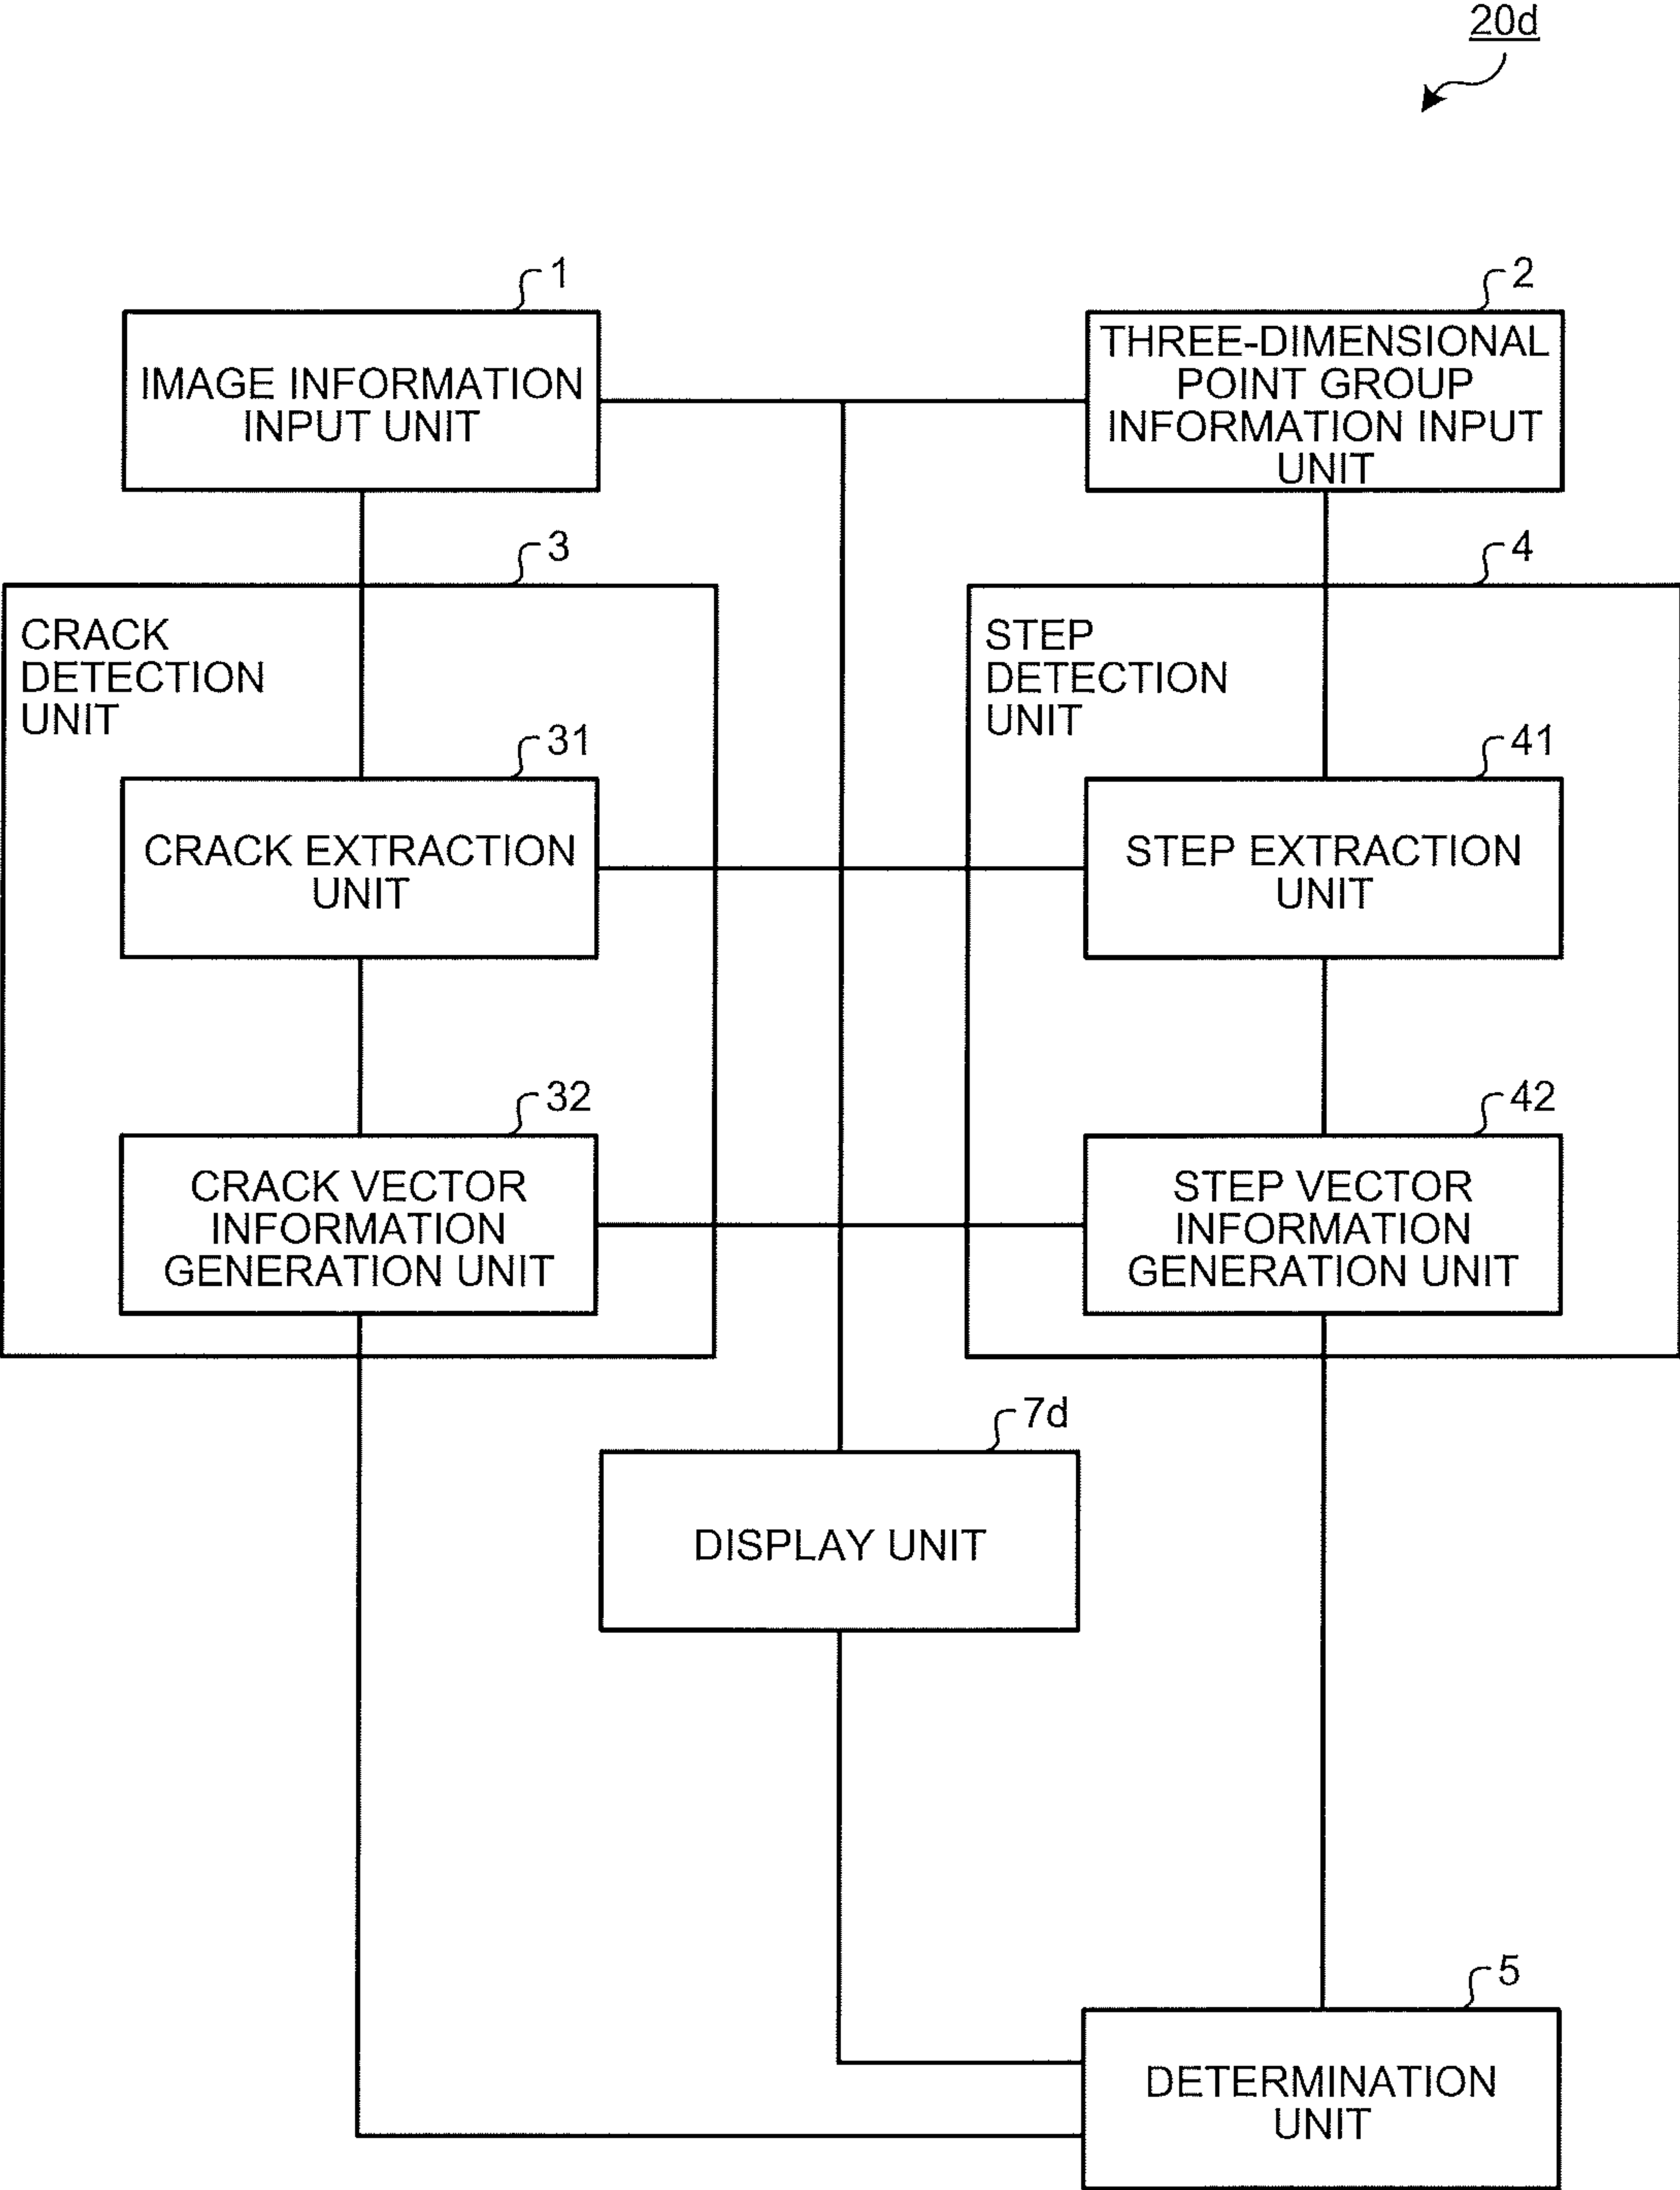 20d
1
IMAGE INFORMATION
INPUT UNIT
2
THREE-DIMENSIONAL
POINT GROUP
INFORMATION INPUT
UNIT
3
CRACK
DETECTION
UNIT
4
STEP
DETECTION
UNIT
31
CRACK EXTRACTION
UNIT
41
STEP EXTRACTION
UNIT
32
CRACK VECTOR
INFORMATION
GENERATION UNIT
42
STEP VECTOR
INFORMATION
GENERATION UNIT
7d
DISPLAY UNIT
5
DETERMINATION
UNIT